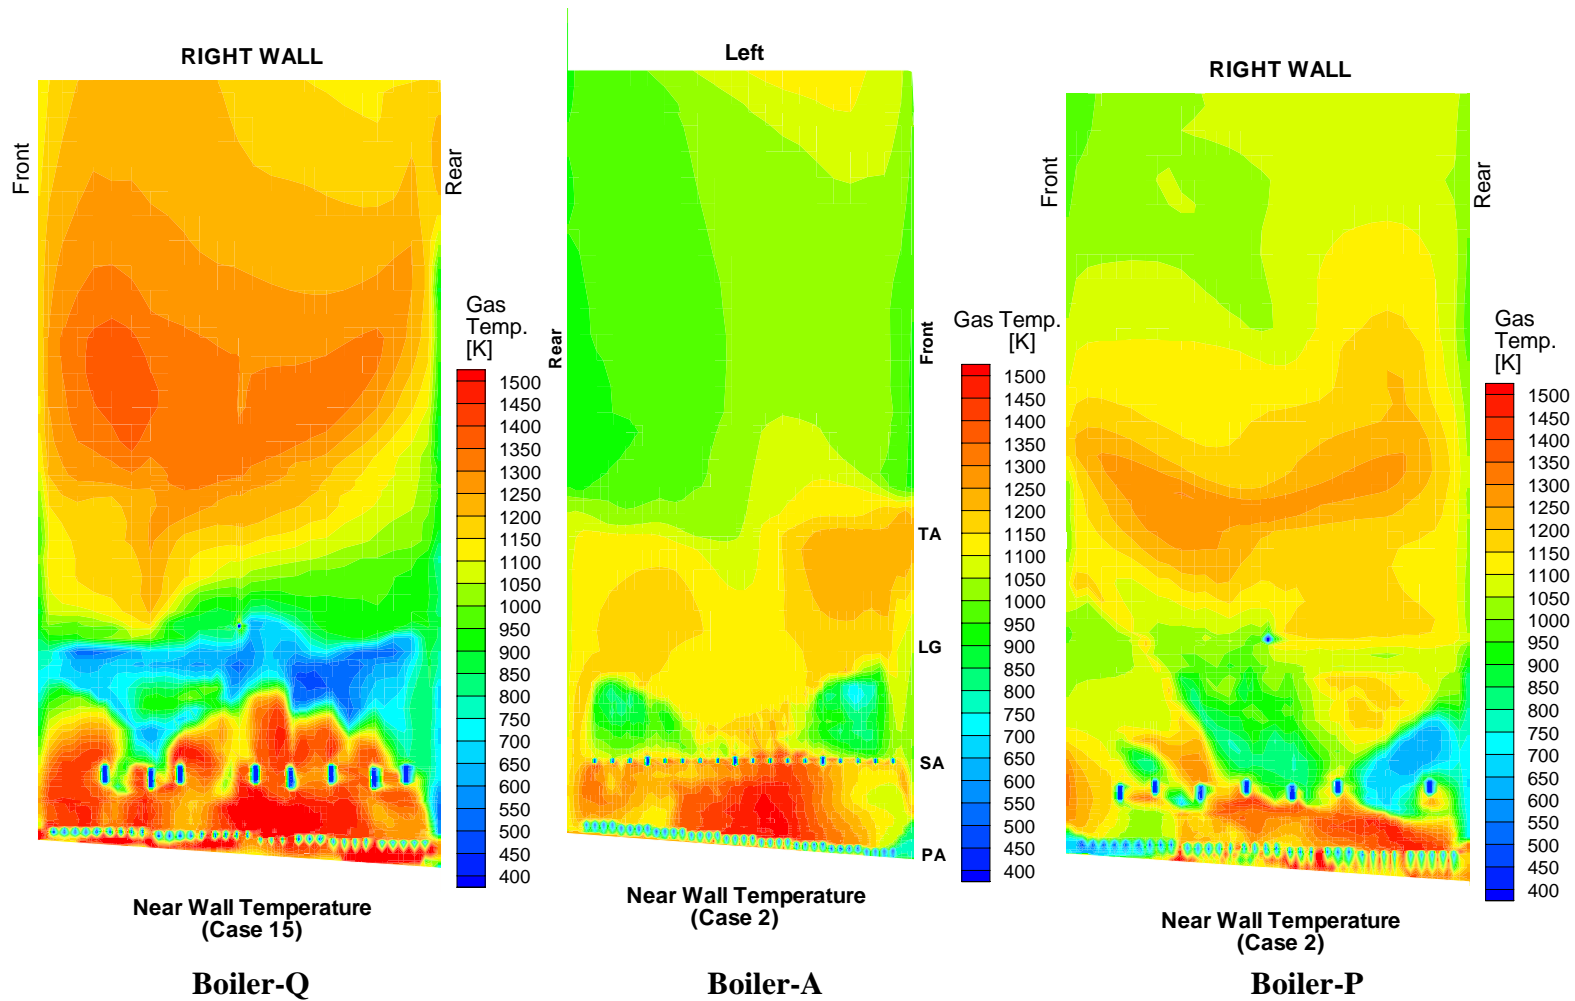 RIGHT WALL
Front
Rear
Gas
Temp.
[K]
1500
1450
1400
1350
1300
1250
1200
1150
1100
1050
1000
950
900
850
800
750
700
650
600
550
500
450
400
Near Wall Temperature
(Case 15)
Boiler-Q
Left
Rear
Front
TA
LG
SA
PA
Gas Temp.
[K]
1500
1450
1400
1350
1300
1250
1200
1150
1100
1050
1000
950
900
850
800
750
700
650
600
550
500
450
400
Near Wall Temperature
(Case 2)
Boiler-A
RIGHT WALL
Front
Rear
Gas
Temp.
[K]
1500
1450
1400
1350
1300
1250
1200
1150
1100
1050
1000
950
900
850
800
750
700
650
600
550
500
450
400
Near Wall Temperature
(Case 2)
Boiler-P